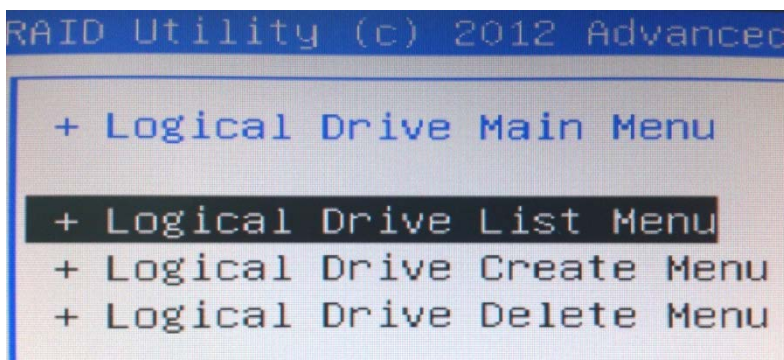 RAID Utility (c) 2012 Advanced
+ Logical Drive Main Menu
+ Logical Drive List Menu
+ Logical Drive Create Menu
+ Logical Drive Delete Menu